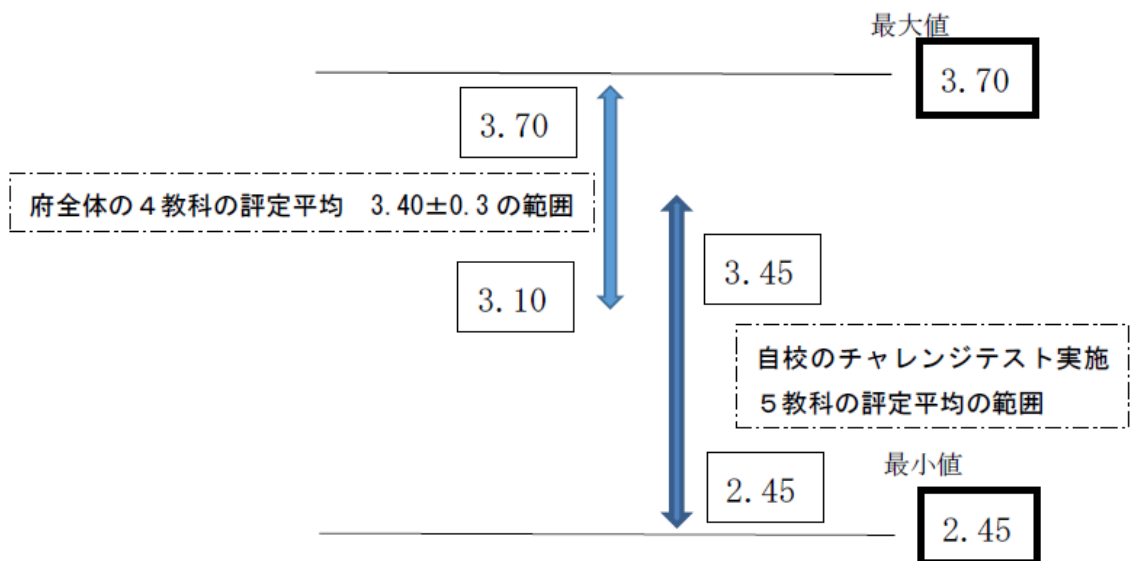 最大値
3.70
3.70
府全体の４教科の評定平均　3.40±0.3の範囲
3.10
3.45
自校のチャレンジテスト実施
５教科の評定平均の範囲
最小値
2.45
2.45